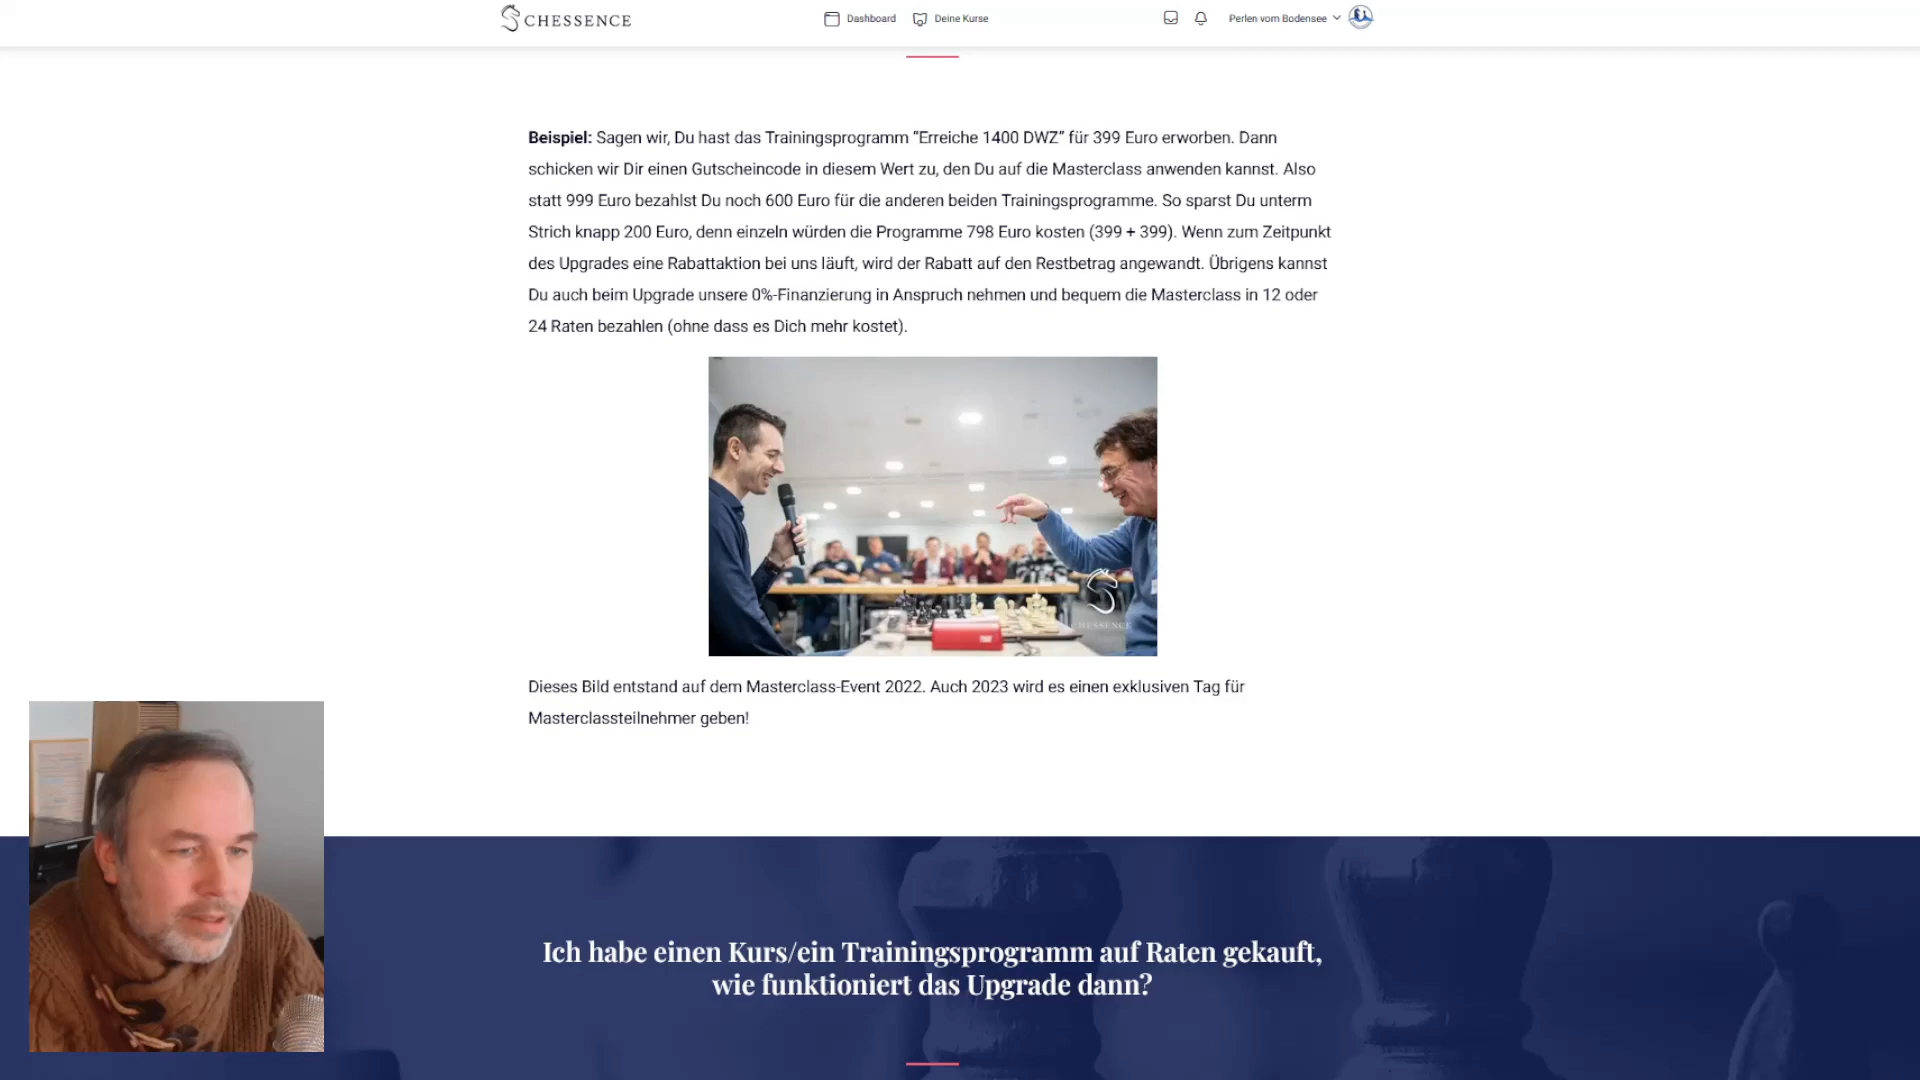 CHESSENCE
Dashboard
Deine Kurse
Perlen vom Bodensee
Beispiel: Sagen wir, Du hast das Trainingsprogramm “Erreiche 1400 DWZ” für 399 Euro erworben. Dann
schicken wir Dir einen Gutscheincode in diesem Wert zu, den Du auf die Masterclass anwenden kannst. Also
statt 999 Euro bezahlst Du noch 600 Euro für die anderen beiden Trainingsprogramme. So sparst Du unterm
Strich knapp 200 Euro, denn einzeln würden die Programme 798 Euro kosten (399 + 399). Wenn zum Zeitpunkt
des Upgrades eine Rabattaktion bei uns läuft, wird der Rabatt auf den Restbetrag angewandt. Übrigens kannst
Du auch beim Upgrade unsere 0%-Finanzierung in Anspruch nehmen und bequem die Masterclass in 12 oder
24 Raten bezahlen (ohne dass es Dich mehr kostet).
CHESSENCE
Dieses Bild entstand auf dem Masterclass-Event 2022. Auch 2023 wird es einen exklusiven Tag für
Masterclassteilnehmer geben!
Ich habe einen Kurs/ein Trainingsprogramm auf Raten gekauft,
wie funktioniert das Upgrade dann?